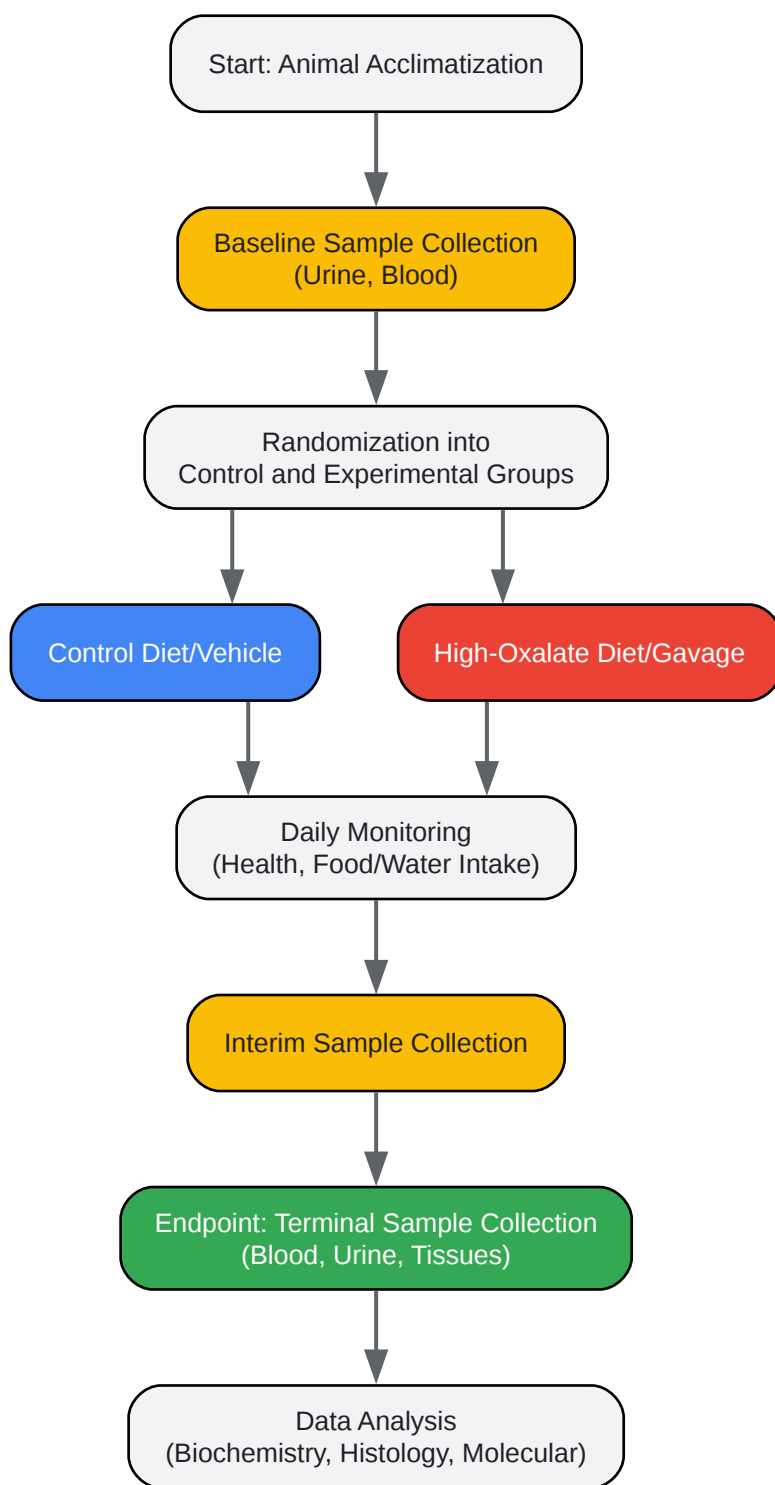 Start: Animal Acclimatization
Baseline Sample Collection
(Urine, Blood)
Randomization into
Control and Experimental Groups
Control Diet/Vehicle
High-Oxalate Diet/Gavage
Daily Monitoring
(Health, Food/Water Intake)
Interim Sample Collection
Endpoint: Terminal Sample Collection
(Blood, Urine, Tissues)
Data Analysis
(Biochemistry, Histology, Molecular)